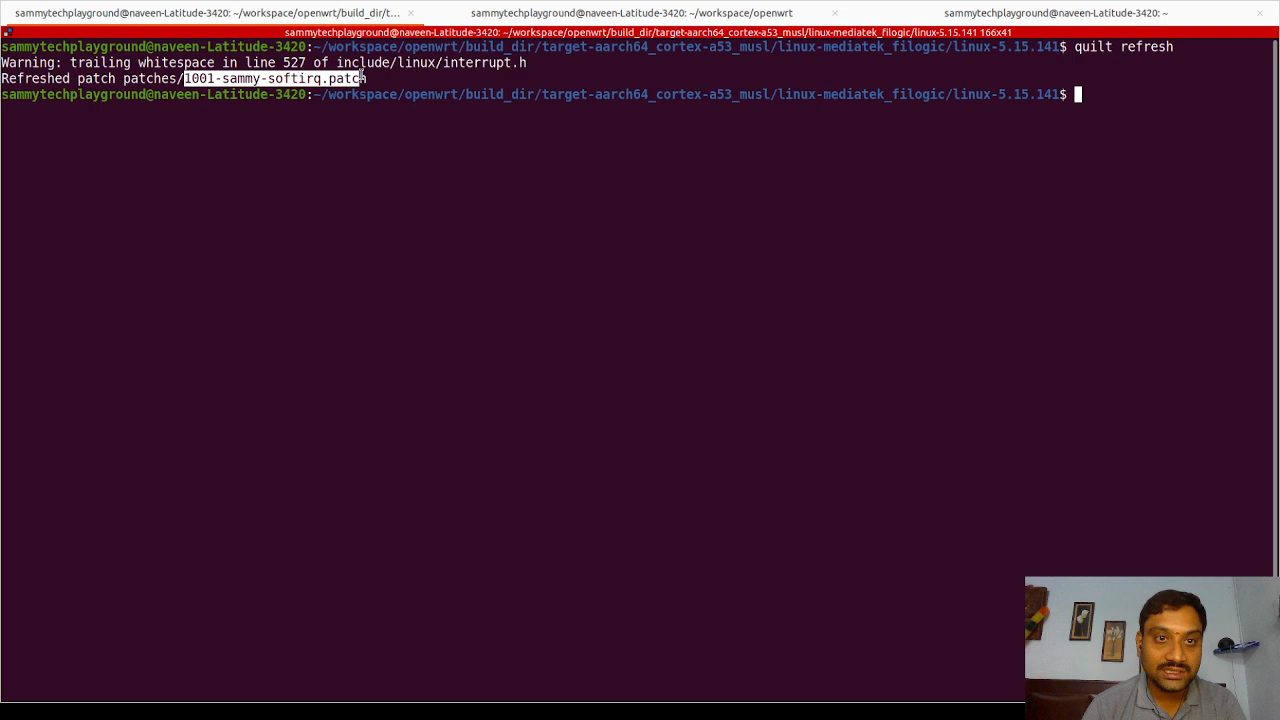 sammytechplayground@naveen-Latitude-3420: ~/workspace/openwrt/build_dir/t...
sammytechplayground@naveen-Latitude-3420: ~/workspace/openwrt
sammytechplayground@naveen-Latitude-3420: ~
sammytechplayground@naveen-Latitude-3420: ~/workspace/openwrt/build_dir/target-aarch64_cortex-a53_musl/linux-mediatek_filogic/linux-5.15.141 166x41
sammytechplayground@naveen-Latitude-3420:~/workspace/openwrt/build_dir/target-aarch64_cortex-a53_musl/linux-mediatek_filogic/linux-5.15.141$ quilt refresh
Warning: trailing whitespace in line 527 of include/linux/interrupt.h
Refreshed patch patches/1001-sammy-softirq.patch
sammytechplayground@naveen-Latitude-3420:~/workspace/openwrt/build_dir/target-aarch64_cortex-a53_musl/linux-mediatek_filogic/linux-5.15.141$